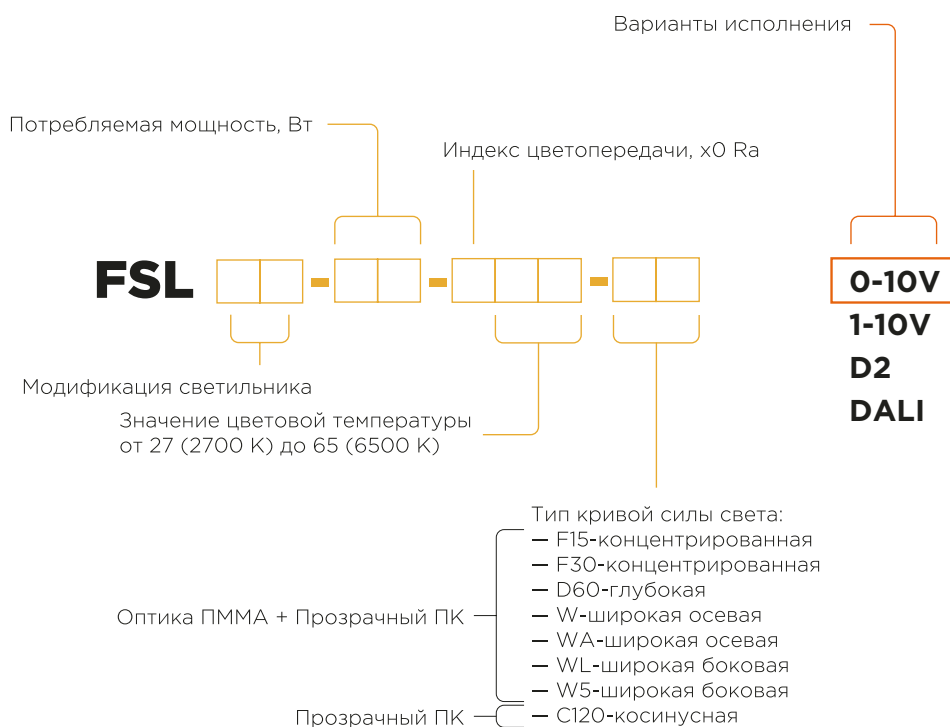 Варианты исполнения
Потребляемая мощность, Вт
Индекс цветопередачи, x0 Ra
FSL
0-10V
1-10V
D2
DALI
Модификация светильника
Значение цветовой температуры
от 27 (2700 К) до 65 (6500 К)
Тип кривой силы света:
— F15-концентрированная
— F30-концентрированная
— D60-глубокая
Оптика ПММА + Прозрачный ПК
— W-широкая осевая
— WA-широкая осевая
— WL-широкая боковая
— W5-широкая боковая
Прозрачный ПК
— C120-косинусная